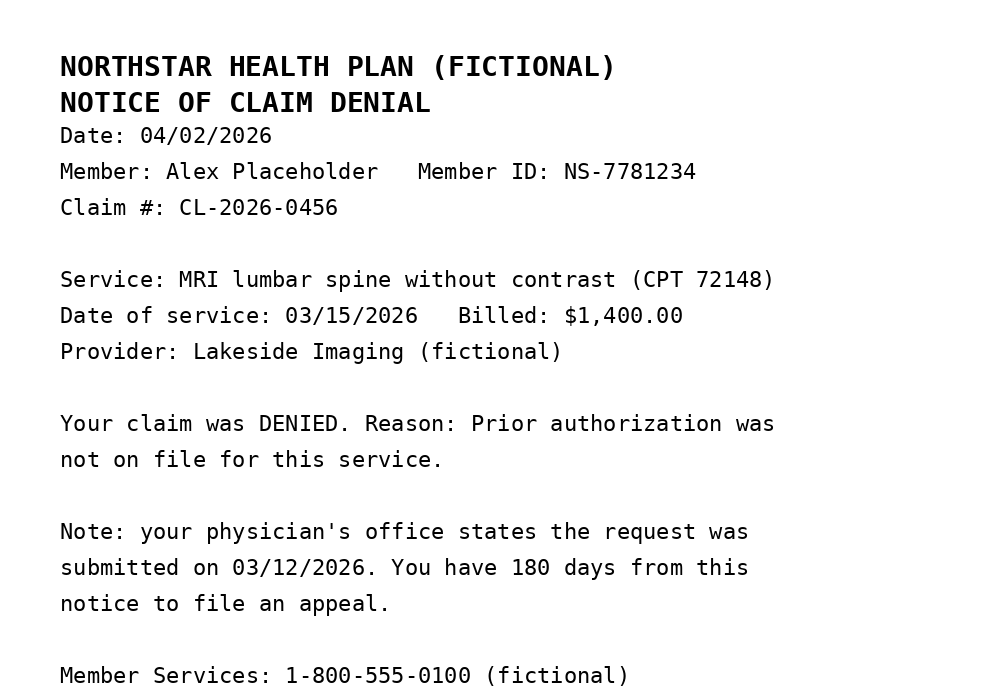 NORTHSTAR HEALTH PLAN (FICTIONAL)
NOTICE OF CLAIM DENIAL
Date: 04/02/2026
Member: Alex Placeholder   Member ID: NS-7781234
Claim #: CL-2026-0456
Service: MRI lumbar spine without contrast (CPT 72148)
Date of service: 03/15/2026   Billed: $1,400.00
Provider: Lakeside Imaging (fictional)
Your claim was DENIED. Reason: Prior authorization was
not on file for this service.
Note: your physician's office states the request was
submitted on 03/12/2026. You have 180 days from this
notice to file an appeal.
Member Services: 1-800-555-0100 (fictional)